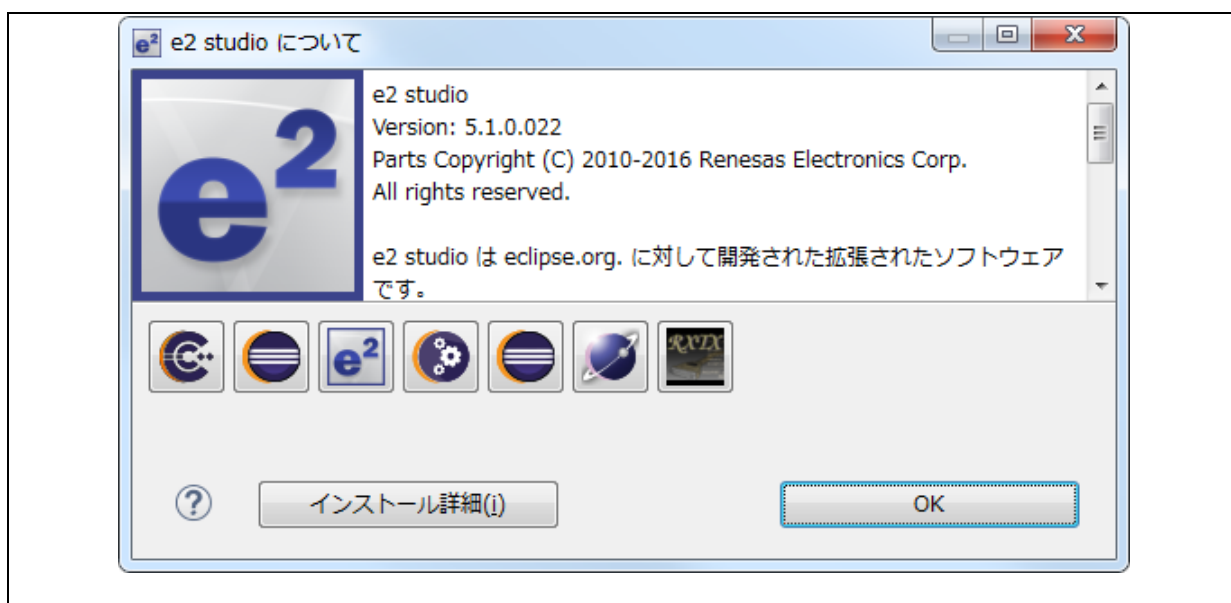 e2 studio について
e2
e2 studio
Version: 5.1.0.022
Parts Copyright (C) 2010-2016 Renesas Electronics Corp.
All rights reserved.
e2 studio は eclipse.org. に対して開発された拡張されたソフトウェア
です。
e2
RXTX
インストール詳細(i)
OK